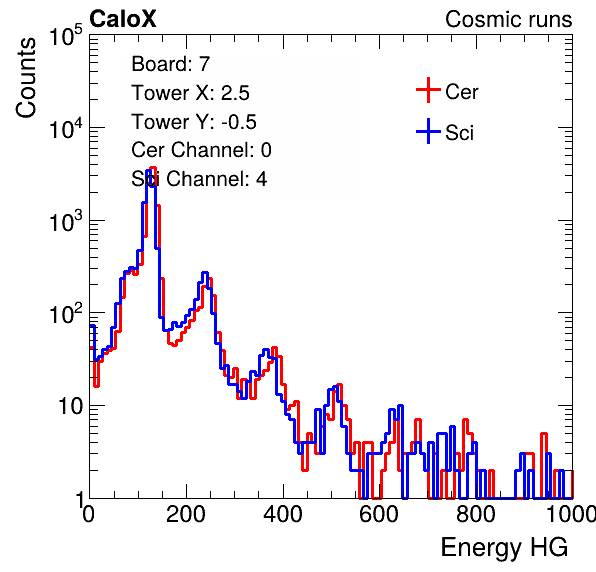 CaloX Cosmic runs
Counts
10^5
10^4
10^3
10^2
10
1
Board: 7
Tower X: 2.5
Tower Y: -0.5
Cer Channel: 0
Sci Channel: 4
Cer
Sci
0 200 400 600 800 1000
Energy HG